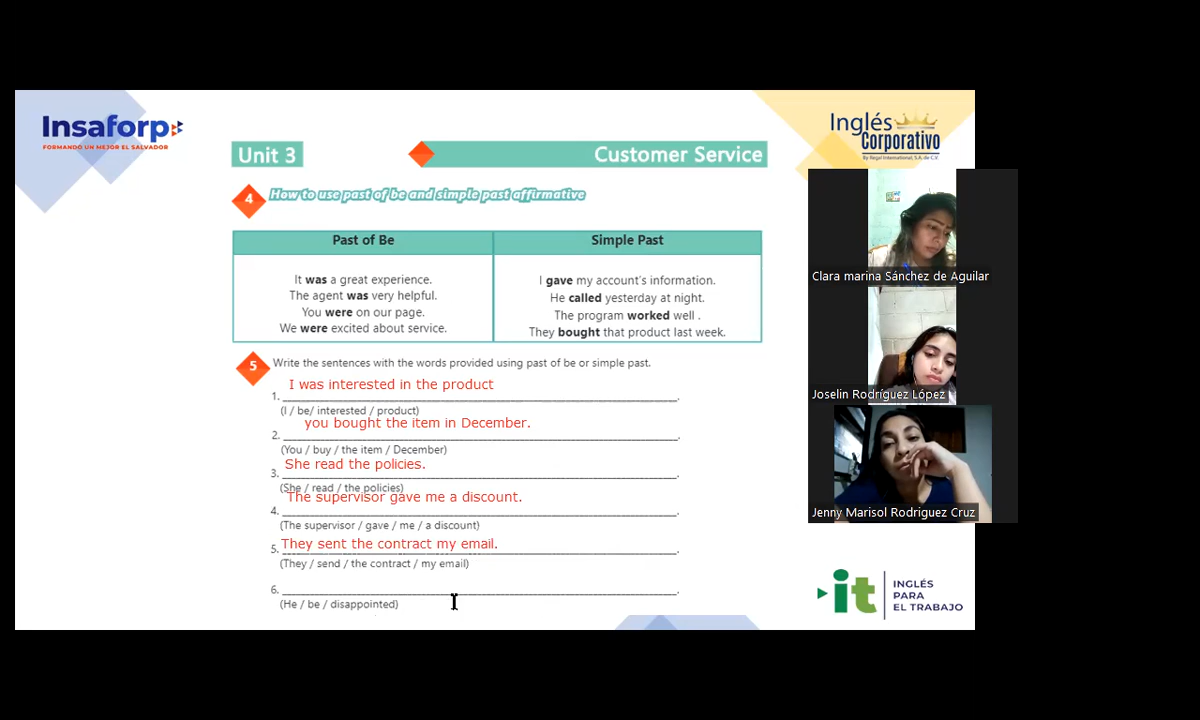 Insaforp
FORMANDO UN MEJOR EL SALVADOR
Inglés
Corporativo
By Regal International, S.A. de C.V.
Unit 3
Customer Service
4
How to use past of be and simple past affirmative
Past of Be
Simple Past
It was a great experience.
The agent was very helpful.
You were on our page.
We were excited about service.
I gave my account's information.
He called yesterday at night.
The program worked well .
They bought that product last week.
5
Write the sentences with the words provided using past of be or simple past.
I was interested in the product
1. ________________.
(I / be/ interested / product)
you bought the item in December.
2. ________________.
(You / buy / the item / December)
She read the policies.
3. ________________.
(She / read / the policies)
The supervisor gave me a discount.
4. ________________.
(The supervisor / gave / me / a discount)
They sent the contract my email.
5. ________________.
(They / send / the contract / my email)
6. ________________.
(He / be / disappointed)
Clara marina Sánchez de Aguilar
Joselin Rodríguez López
Jenny Marisol Rodriguez Cruz
it
INGLÉS
PARA
EL TRABAJO